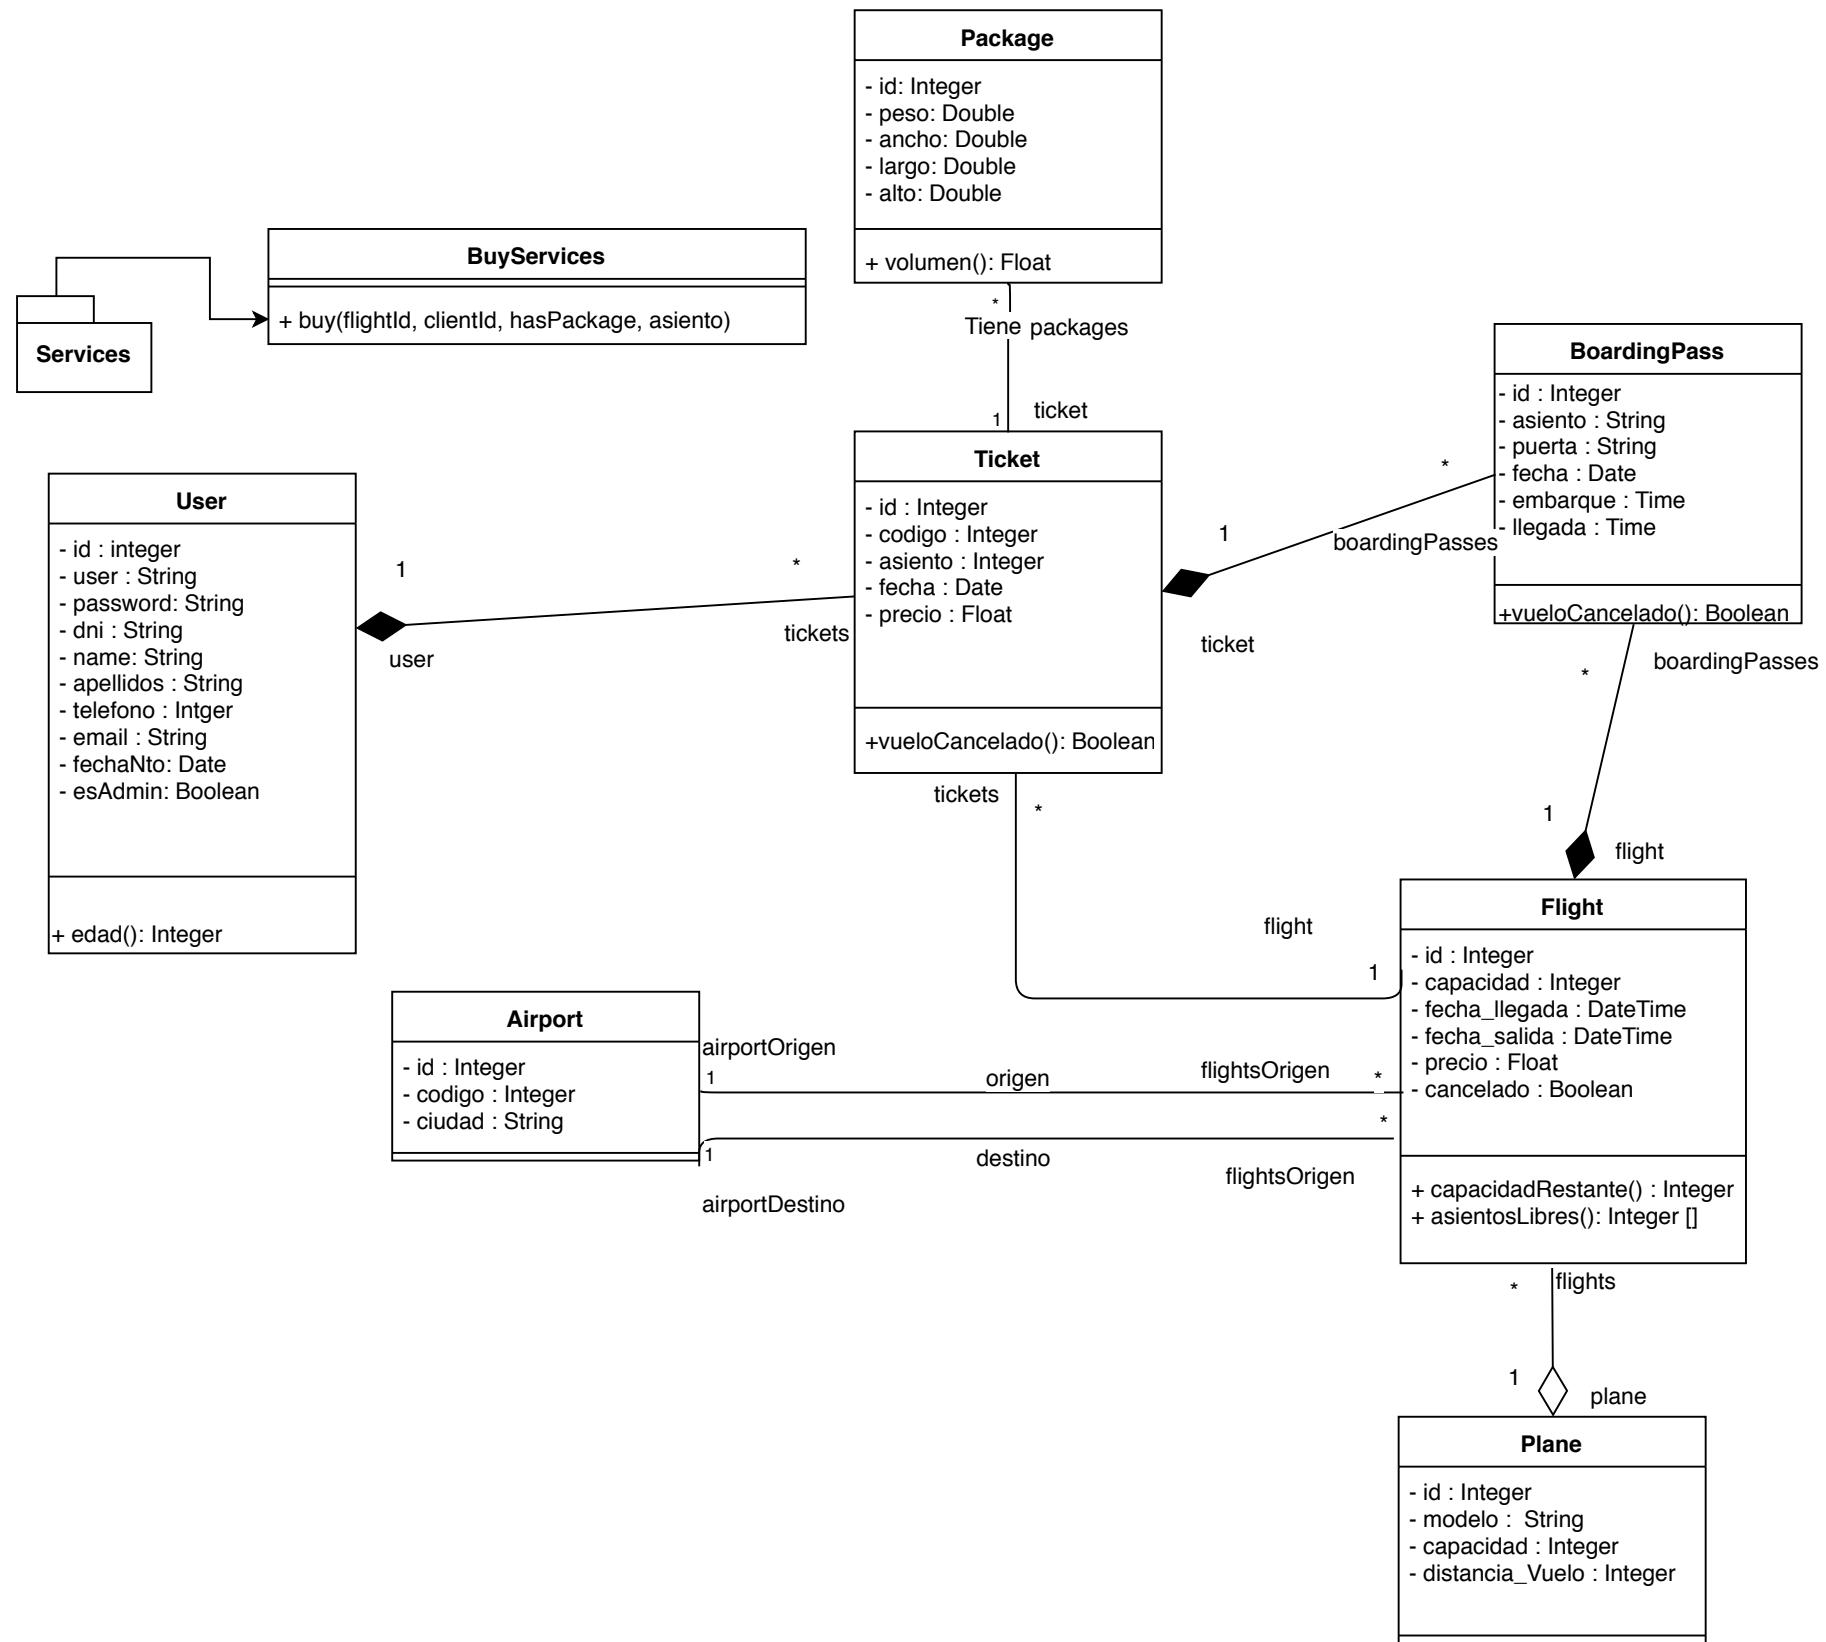 Package
- id: Integer
- peso: Double
- ancho: Double
- largo: Double
- alto: Double
+ volumen(): Float
*
Tiene packages
1
ticket
BuyServices
+ buy(flightId, clientId, hasPackage, asiento)
Services
BoardingPass
- id : Integer
- asiento : String
- puerta : String
- fecha : Date
- embarque : Time
- llegada : Time
+vueloCancelado(): Boolean
User
- id : integer
- user : String
- password: String
- dni : String
- name: String
- apellidos : String
- telefono : Intger
- email : String
- fechaNto: Date
- esAdmin: Boolean
+ edad(): Integer
1
*
user
tickets
Ticket
- id : Integer
- codigo : Integer
- asiento : Integer
- fecha : Date
- precio : Float
+vueloCancelado(): Boolean
*
1
boardingPasses
ticket
boardingPasses
*
1
flight
tickets
*
flight
1
Flight
- id : Integer
- capacidad : Integer
- fecha_llegada : DateTime
- fecha_salida : DateTime
- precio : Float
- cancelado : Boolean
+ capacidadRestante() : Integer
+ asientosLibres(): Integer []
Airport
- id : Integer
- codigo : Integer
- ciudad : String
airportOrigen
1
origen
flightsOrigen
*
*
1
destino
flightsOrigen
airportDestino
*
flights
1
plane
Plane
- id : Integer
- modelo :  String
- capacidad : Integer
- distancia_Vuelo : Integer